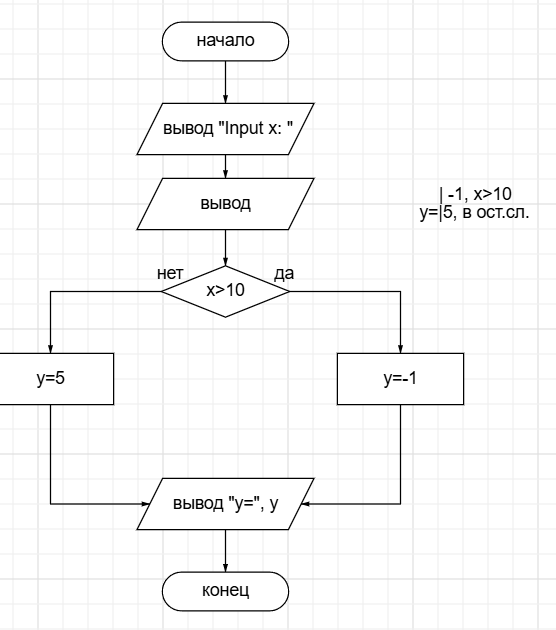 начало
вывод "Input x: "
вывод
| -1, x>10
y=|5, в ост.сл.
нет
да
x>10
y=5
y=-1
вывод "y=", y
конец